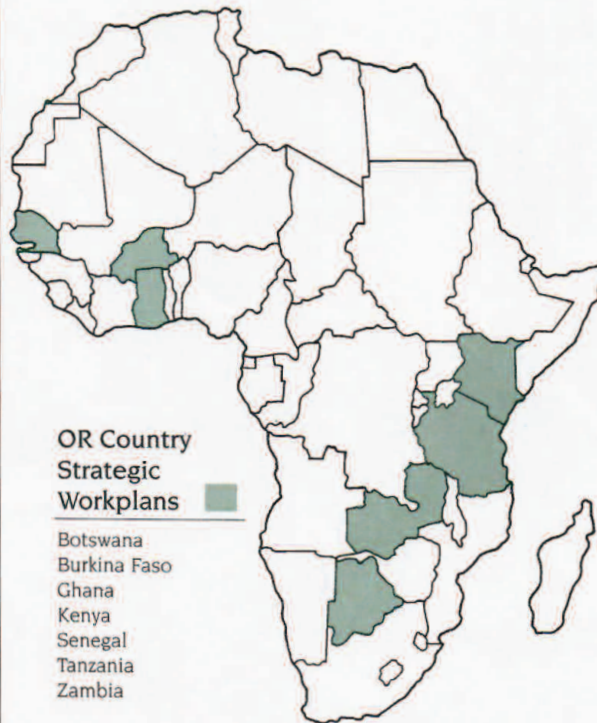 OR Country
Strategic
Workplans
Botswana
Burkina Faso
Ghana
Kenya
Senegal
Tanzania
Zambia